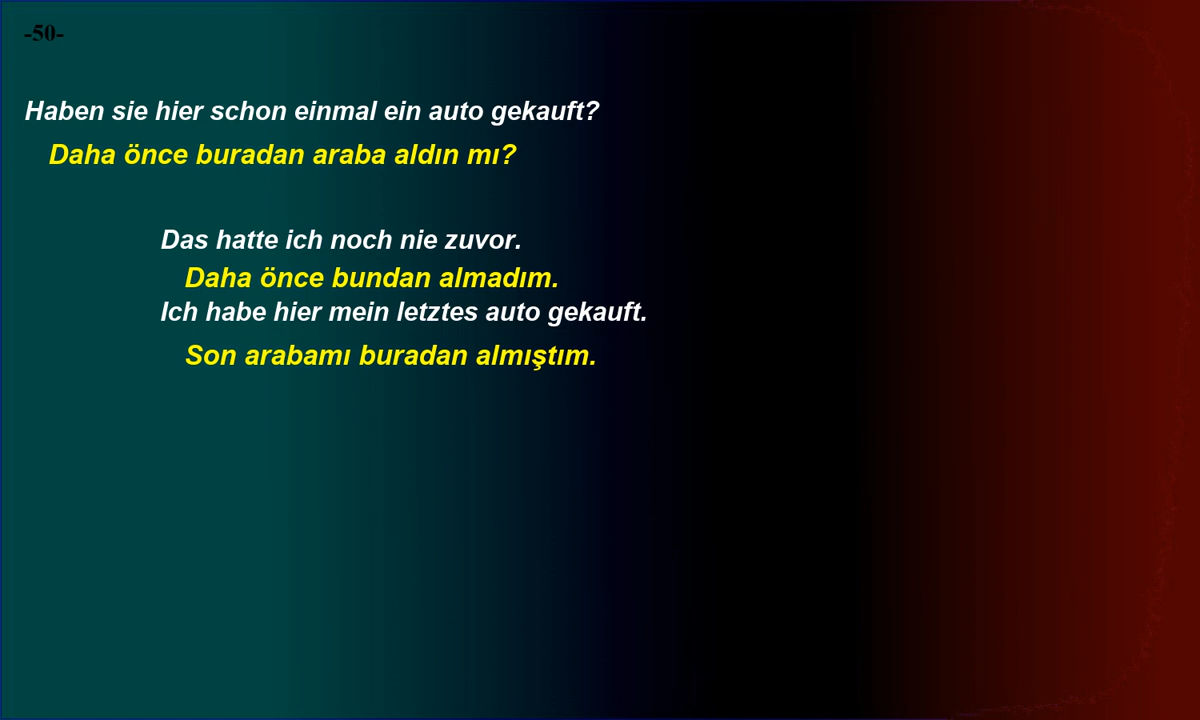 -50-
Haben sie hier schon einmal ein auto gekauft?
Daha önce buradan araba aldın mı?
Das hatte ich noch nie zuvor.
Daha önce bundan almadım.
Ich habe hier mein letztes auto gekauft.
Son arabamı buradan almıştım.